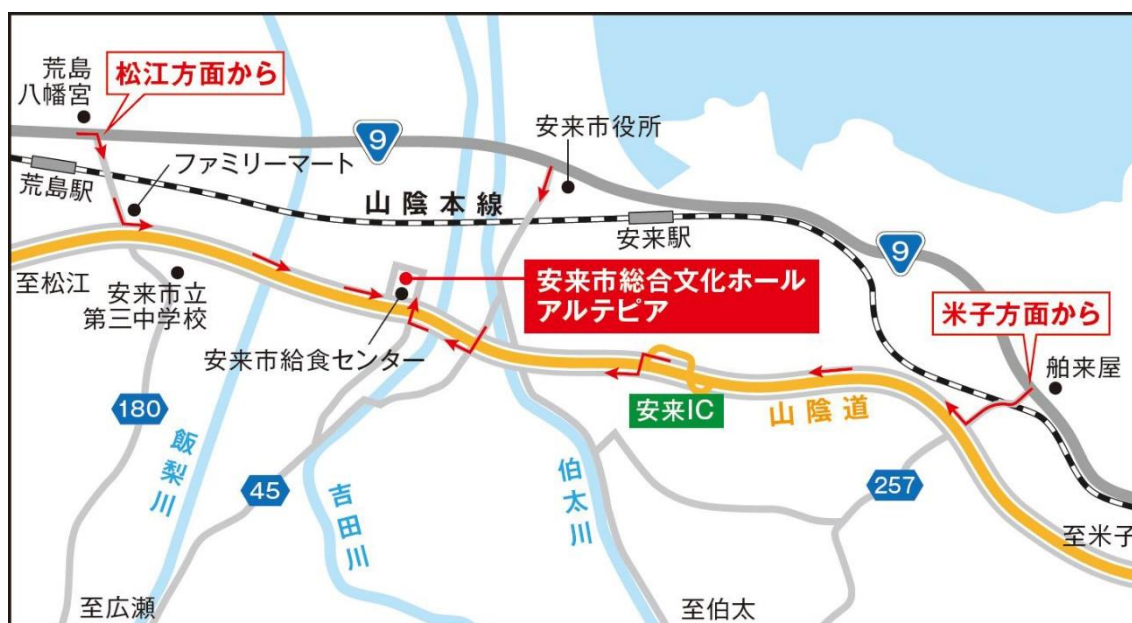 荒島
八幡宮
松江方面から
9
安来市役所
ファミリーマート
荒島駅
山陰本線
安来駅
9
至松江
安来市立
第三中学校
安来市総合文化ホール
アルテピア
米子方面から
安来市給食センター
舶来屋
安来IC
山陰道
180
飯梨川
45
吉田川
伯太川
257
至米子
至広瀬
至伯太